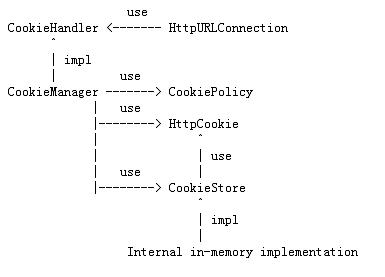 use
CookieHandler <------- HttpURLConnection
impl
use
CookieManager -------> CookiePolicy
use
|-------> HttpCookie
use
use
|-------> CookieStore
impl
Internal in-memory implementation